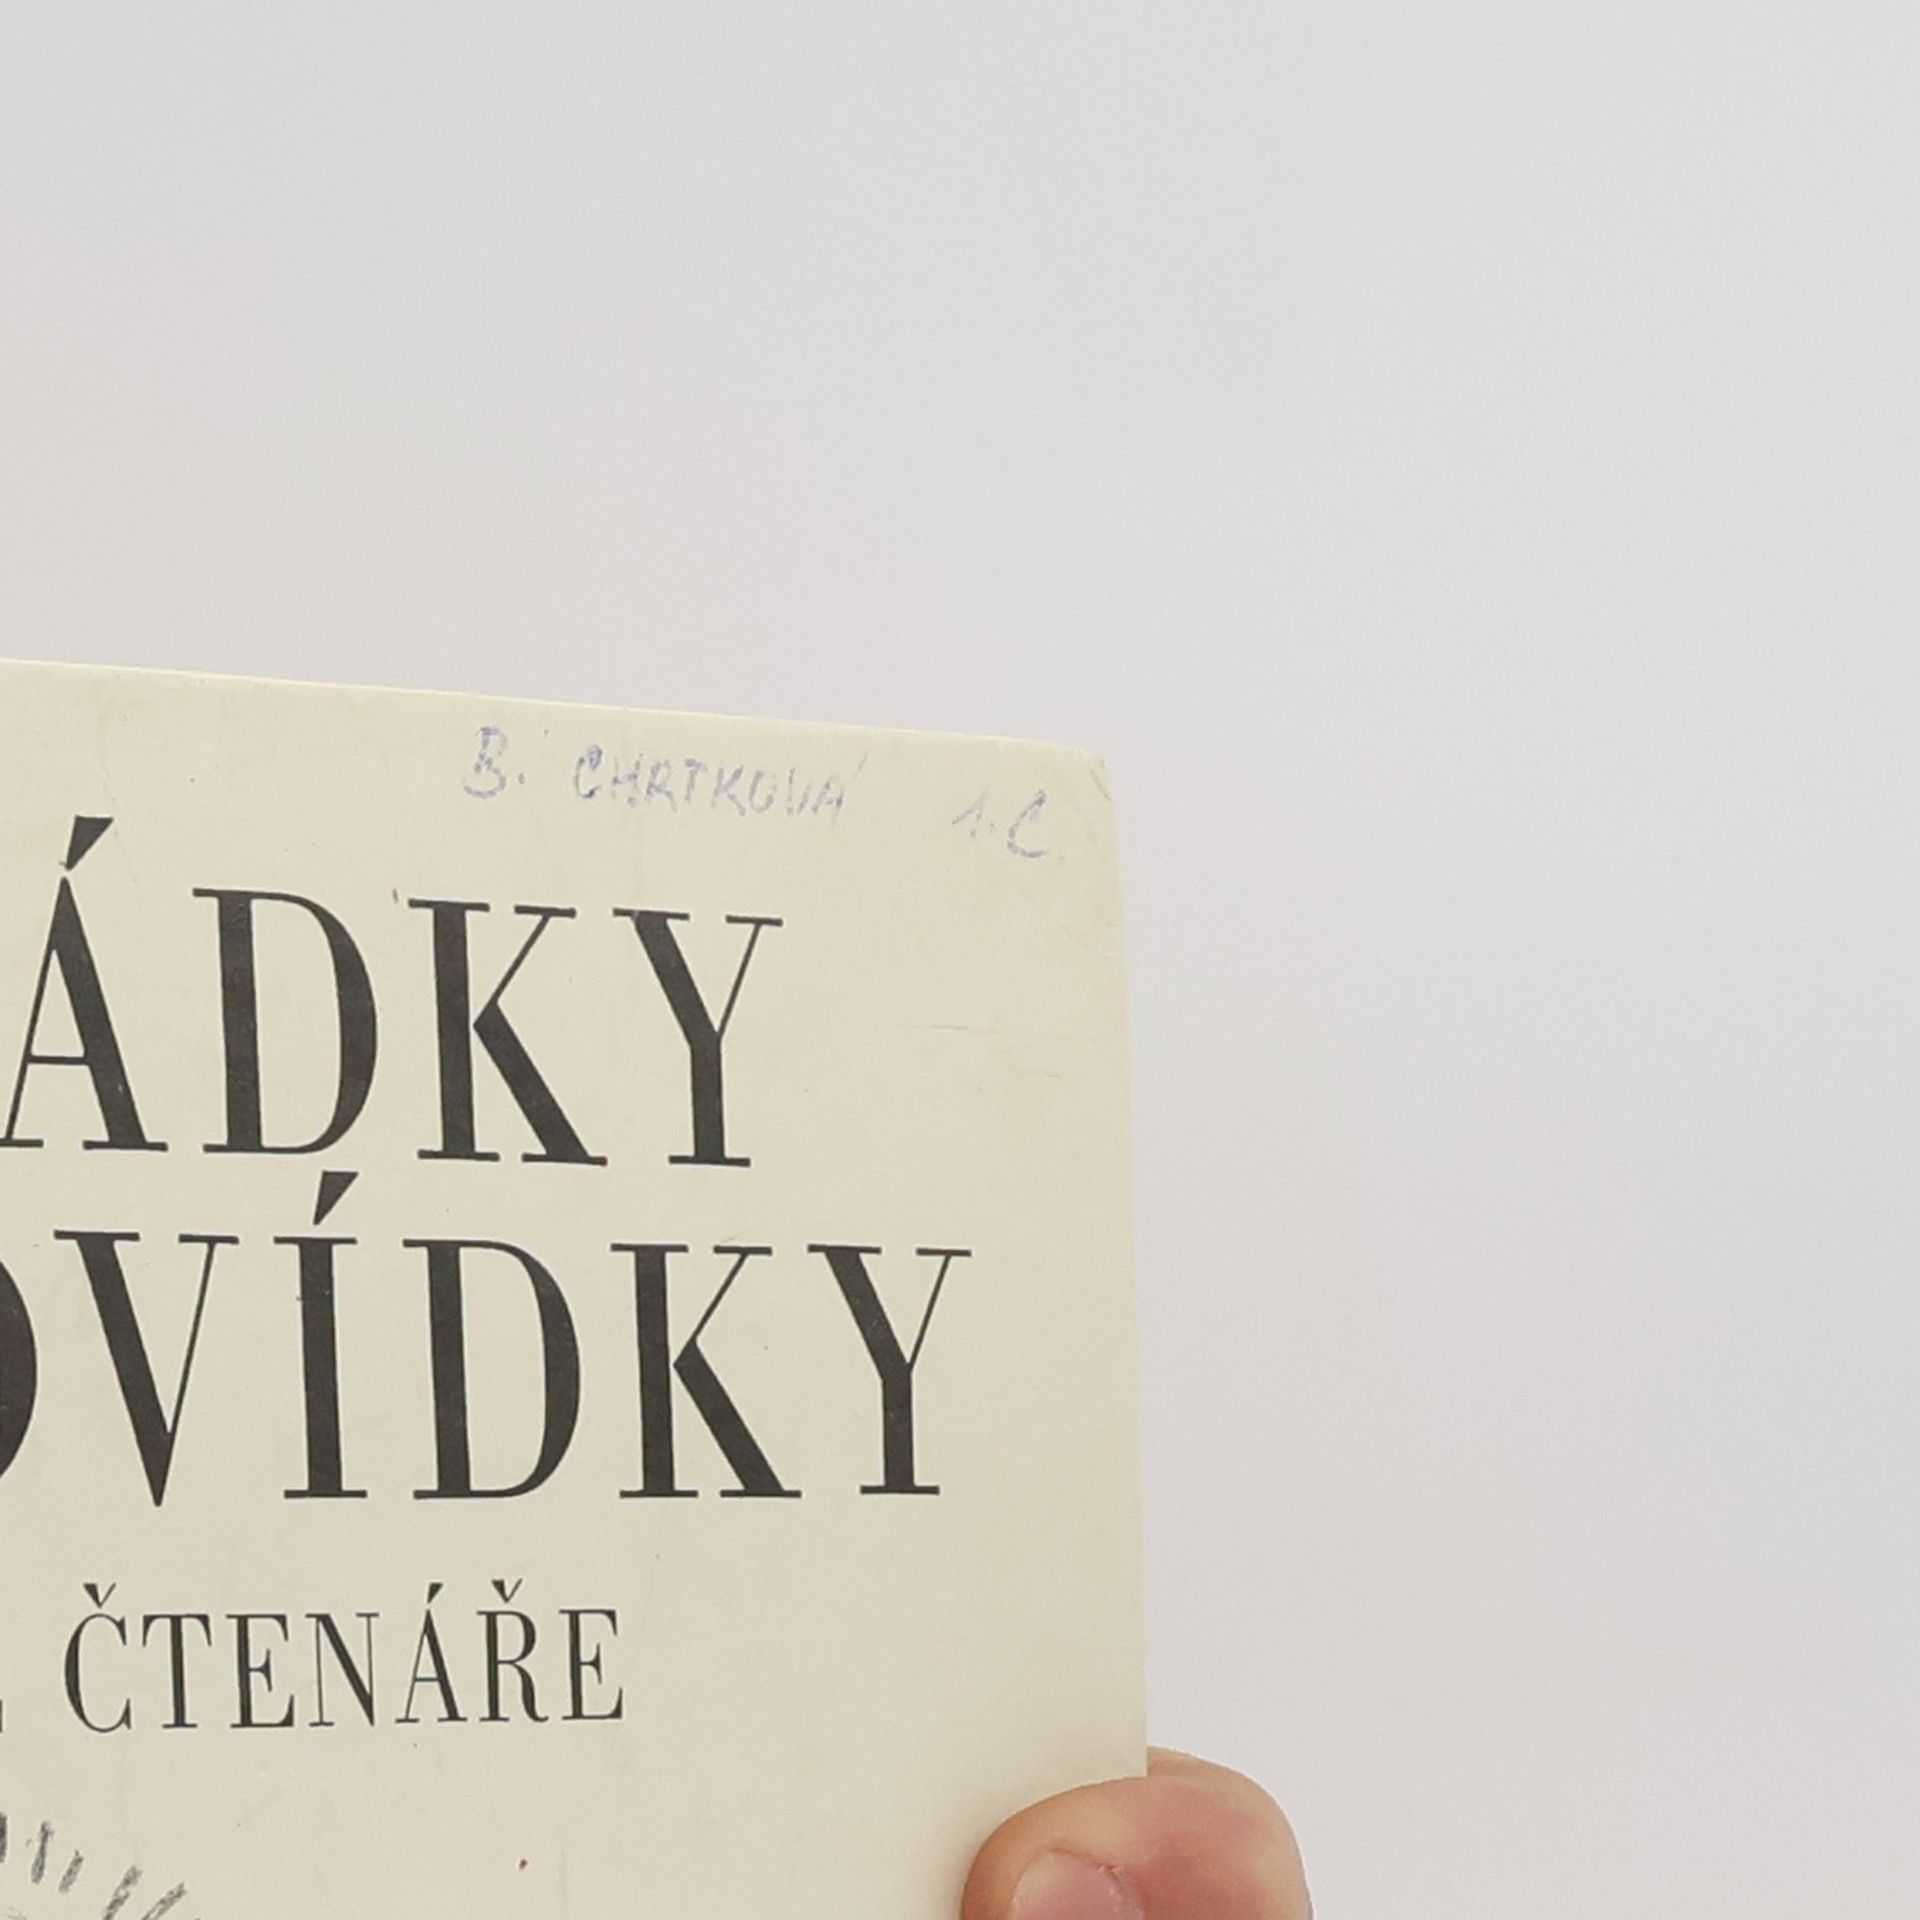 B. CHRTKOVÁ 1.C.
ÁDKY
OVÍDKY
ČTENÁŘE